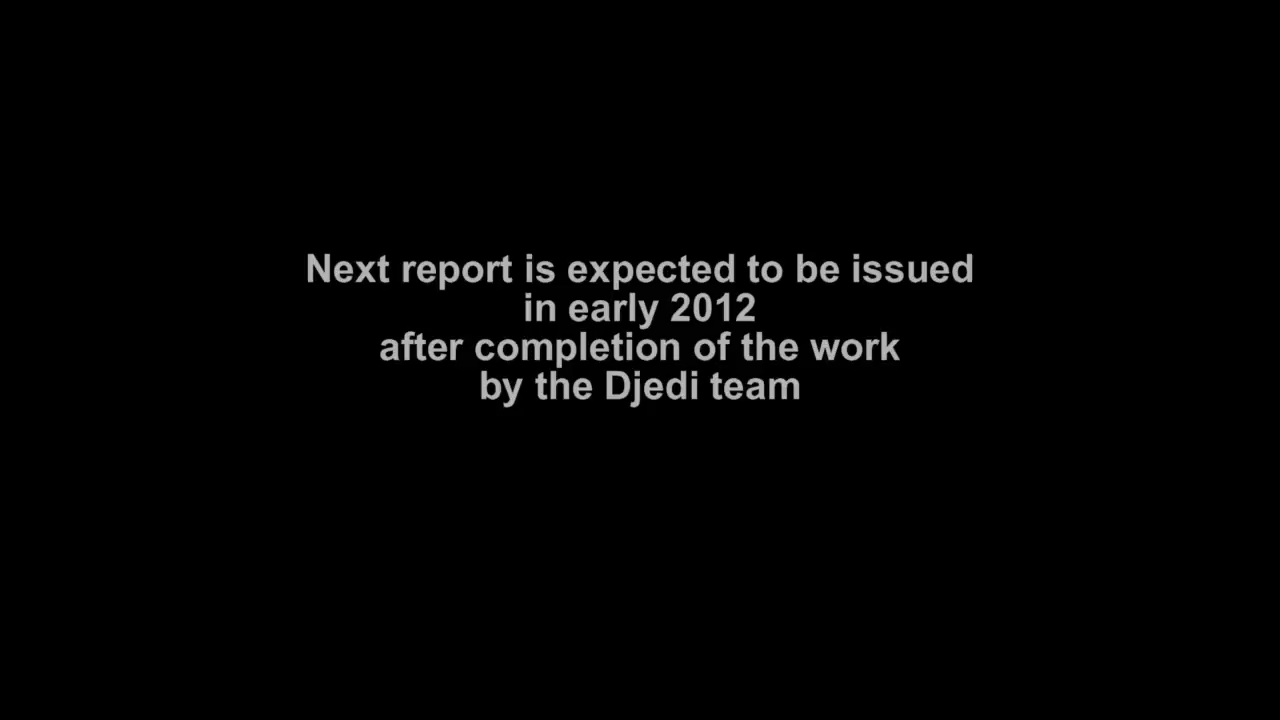 Next report is expected to be issued
in early 2012
after completion of the work
by the Djedi team